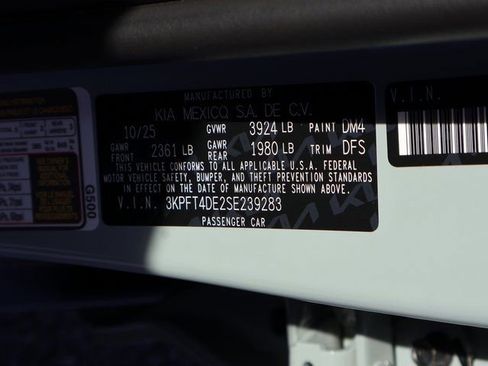 MANUFACTURED BY
KIA MEXICO, S.A. DE C.V.
10/25 GVWR 3924 LB PAINT DM4
GAWR FRONT 2361 LB GAWR REAR 1980 LB TRIM DFS
THIS VEHICLE CONFORMS TO ALL APPLICABLE U.S.A. FEDERAL
MOTOR VEHICLE SAFETY, BUMPER, AND THEFT PREVENTION STANDARDS
IN EFFECT ON THE DATE OF MANUFACTURE SHOWN ABOVE.
V.I.N. 3KPFT4DE2SE239283
PASSENGER CAR
V.I.N.
G500